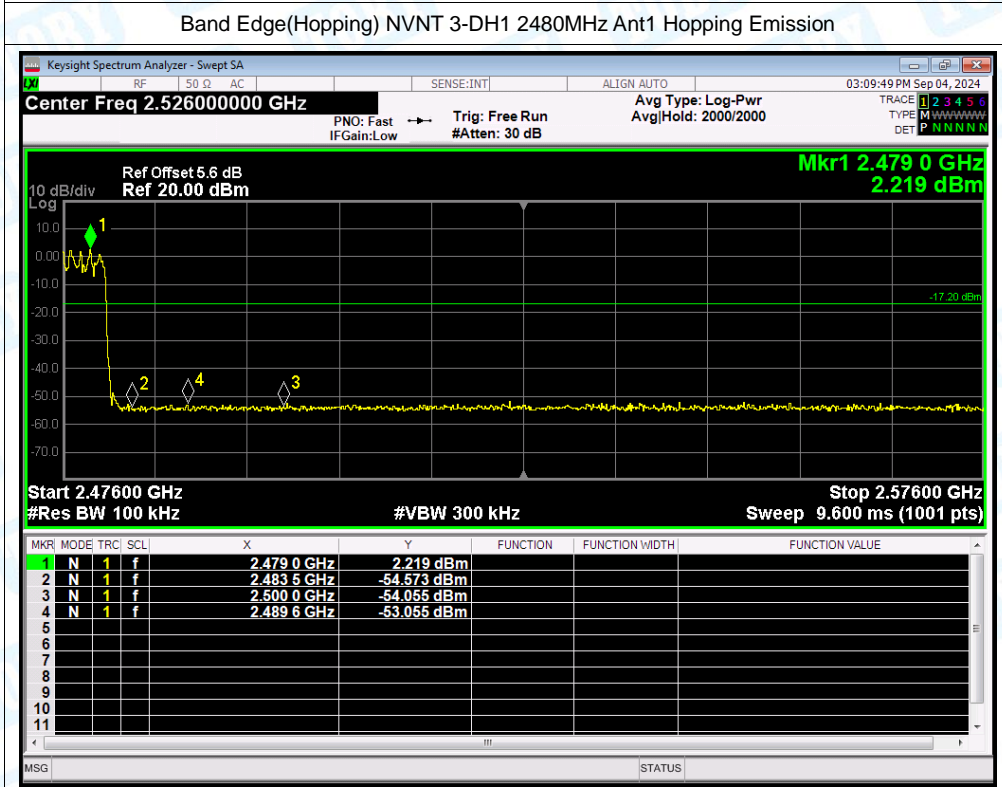 Band Edge(Hopping) NVNT 3-DH1 2480MHz Ant1 Hopping Emission
Keysight Spectrum Analyzer - Swept SA
LXI RF 50 Ω AC SENSE:INT ALIGN AUTO 03:09:49 PM Sep 04, 2024
Center Freq 2.526000000 GHz
PNO: Fast
IFGain:Low
Trig: Free Run
#Atten: 30 dB
Avg Type: Log-Pwr
Avg|Hold: 2000/2000
TRACE 1 2 3 4 5 6
TYPE M W W W W W
DET P N N N N N
Mkr1 2.479 0 GHz
2.219 dBm
Ref Offset 5.6 dB
10 dB/div Ref 20.00 dBm
Log
10.0
0.00
-10.0
-20.0
-30.0
-40.0
-50.0
-60.0
-70.0
1
-17.20 dBm
2
4
3
Start 2.47600 GHz Stop 2.57600 GHz
#Res BW 100 kHz #VBW 300 kHz Sweep 9.600 ms (1001 pts)
MKR MODE TRC SCL X Y FUNCTION FUNCTION WIDTH FUNCTION VALUE
1 N 1 f 2.479 0 GHz 2.219 dBm
2 N 1 f 2.483 5 GHz -54.573 dBm
3 N 1 f 2.500 0 GHz -54.055 dBm
4 N 1 f 2.489 6 GHz -53.055 dBm
5
6
7
8
9
10
11
MSG STATUS